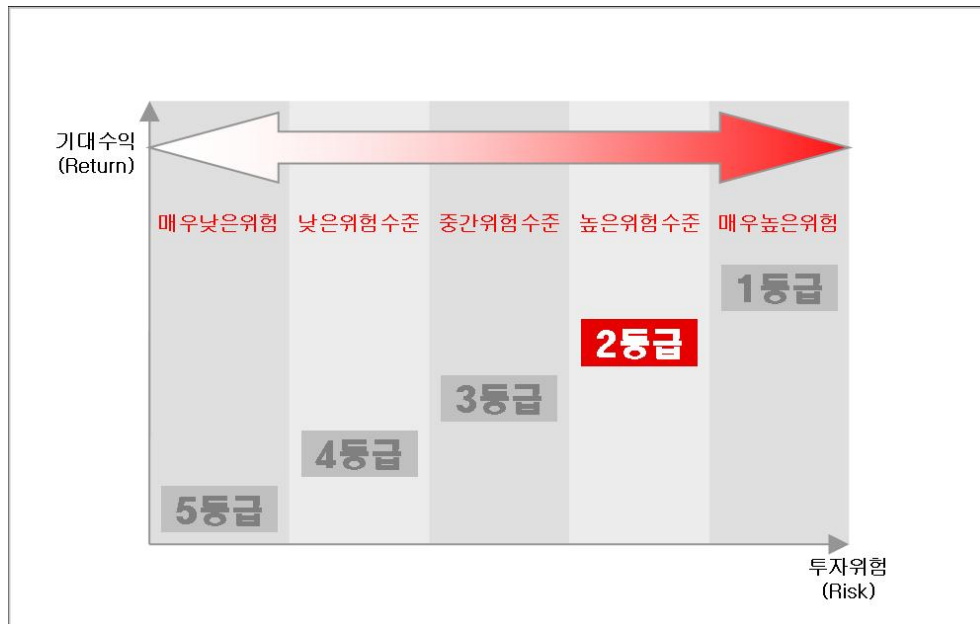 기대수익
(Return)
매우낮은위험 낮은위험수준 중간위험수준 높은위험수준 매우높은위험
1등급
2등급
3등급
4등급
5등급
투자위험
(Risk)